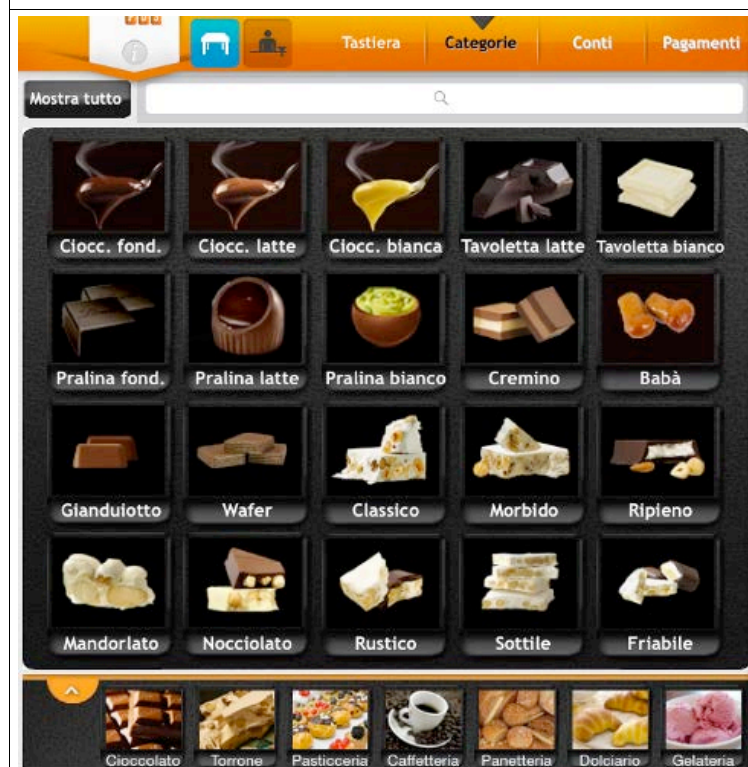 Tastiera Categorie Conti Pagamenti
Mostra tutto
Ciocc. fond. Ciocc. latte Ciocc. bianca Tavoletta latte Tavoletta bianco
Pralina fond. Pralina latte Pralina bianco Cremino Babà
Gianduiotto Wafer Classico Morbido Ripieno
Mandorlato Nocciolato Rustico Sottile Friabile
Cioccolato Torrone Pasticceria Caffetteria Panetteria Dolciario Gelateria